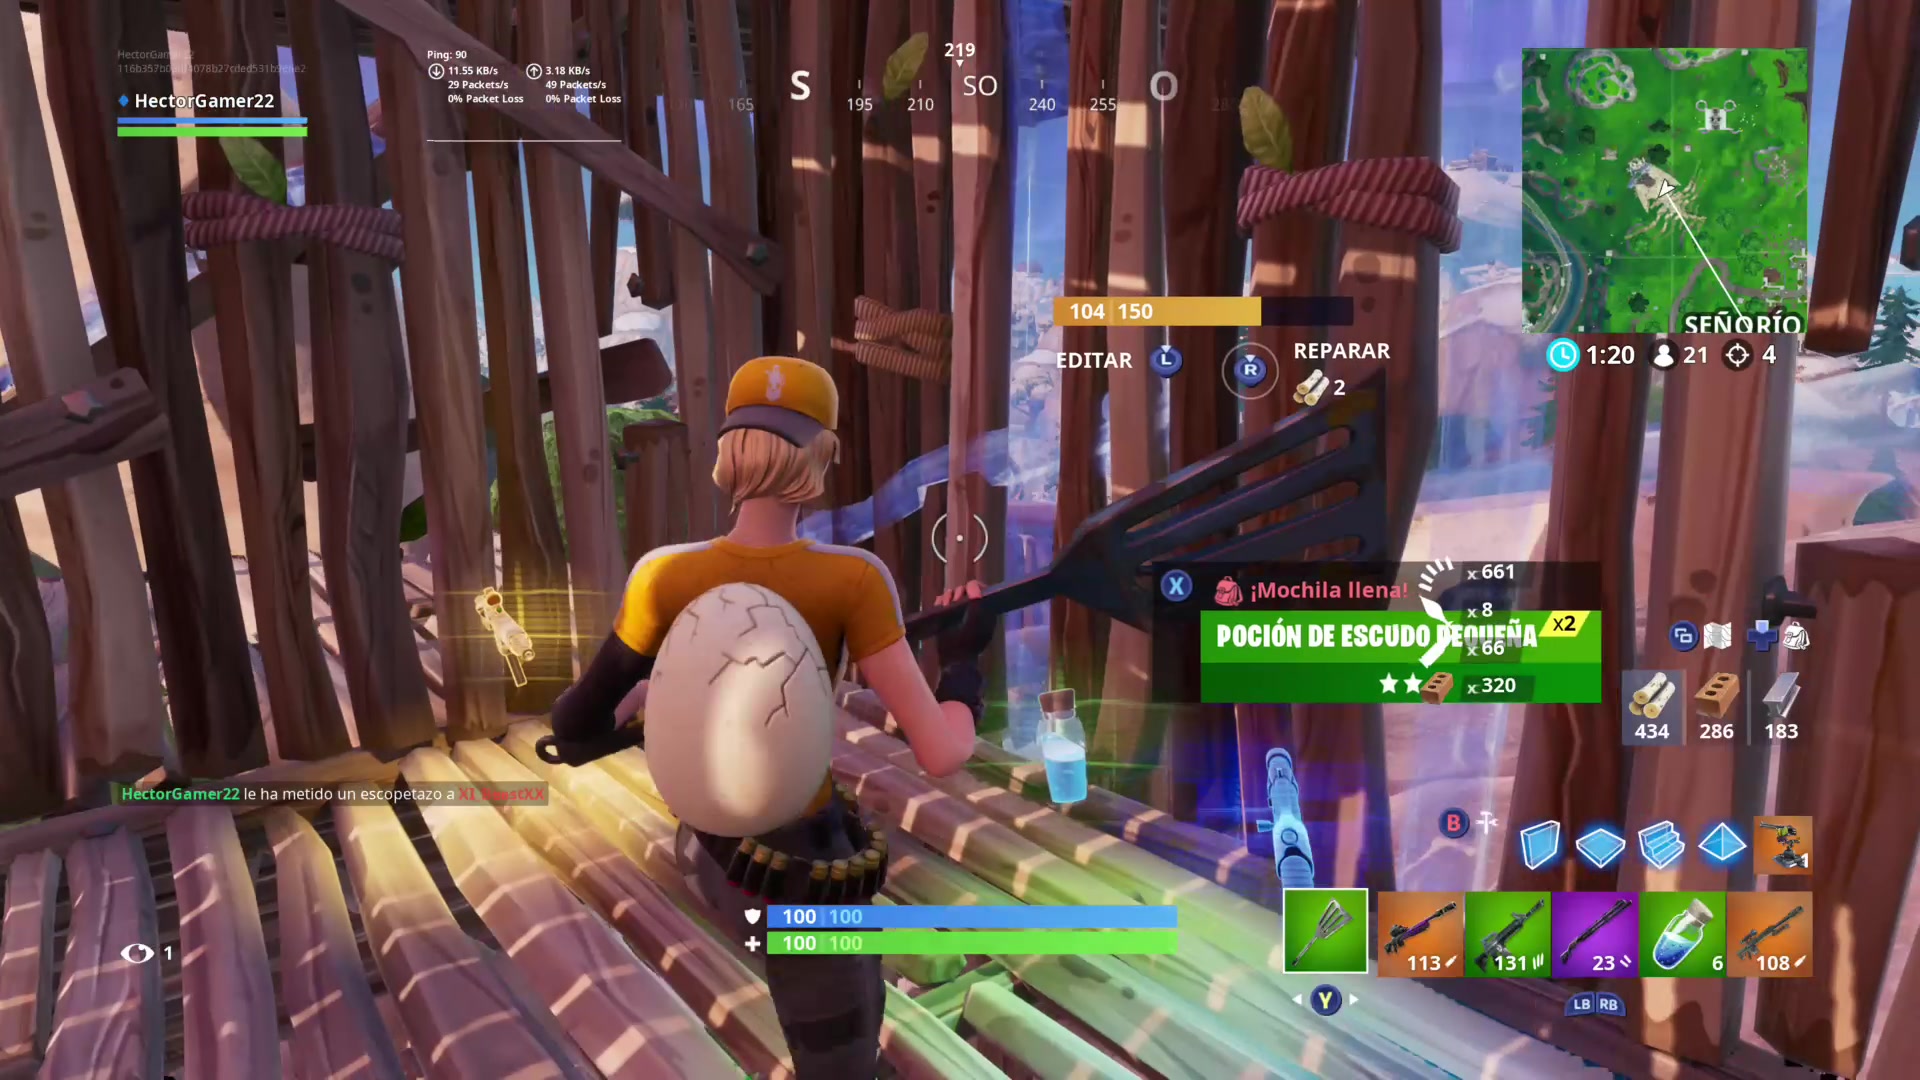 HectorGamer22
Ping: 90
11.55 KB/s 3.18 KB/s
29 Packets/s 49 Packets/s
0% Packet Loss 0% Packet Loss
219
165 S 195 210 SO 240 255 O
104 150
EDITAR L R REPARAR
2
SEÑORÍO
1:20 21 4
X ¡Mochila llena! x 661
x 8
POCIÓN DE ESCUDO PEQUEÑA x2
x 66
x 320
434 286 183
HectorGamer22 le ha metido un escopetazo a
B
100 100
100 100
1
113 131 23 6 108
Y
LB RB